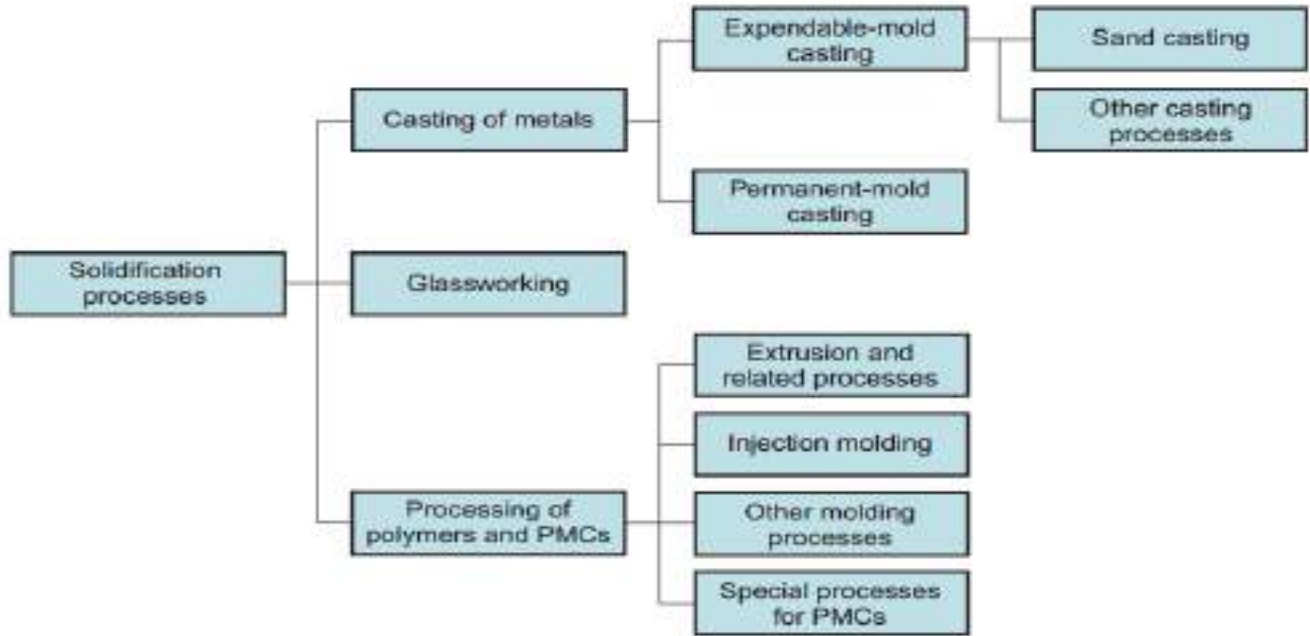 Expendable-mold
casting
Sand casting
Casting of metals
Other casting
processes
Permanent-mold
casting
Solidification
processes
Glassworking
Extrusion and
related processes
Injection molding
Processing of
polymers and PMCs
Other molding
processes
Special processes
for PMCs